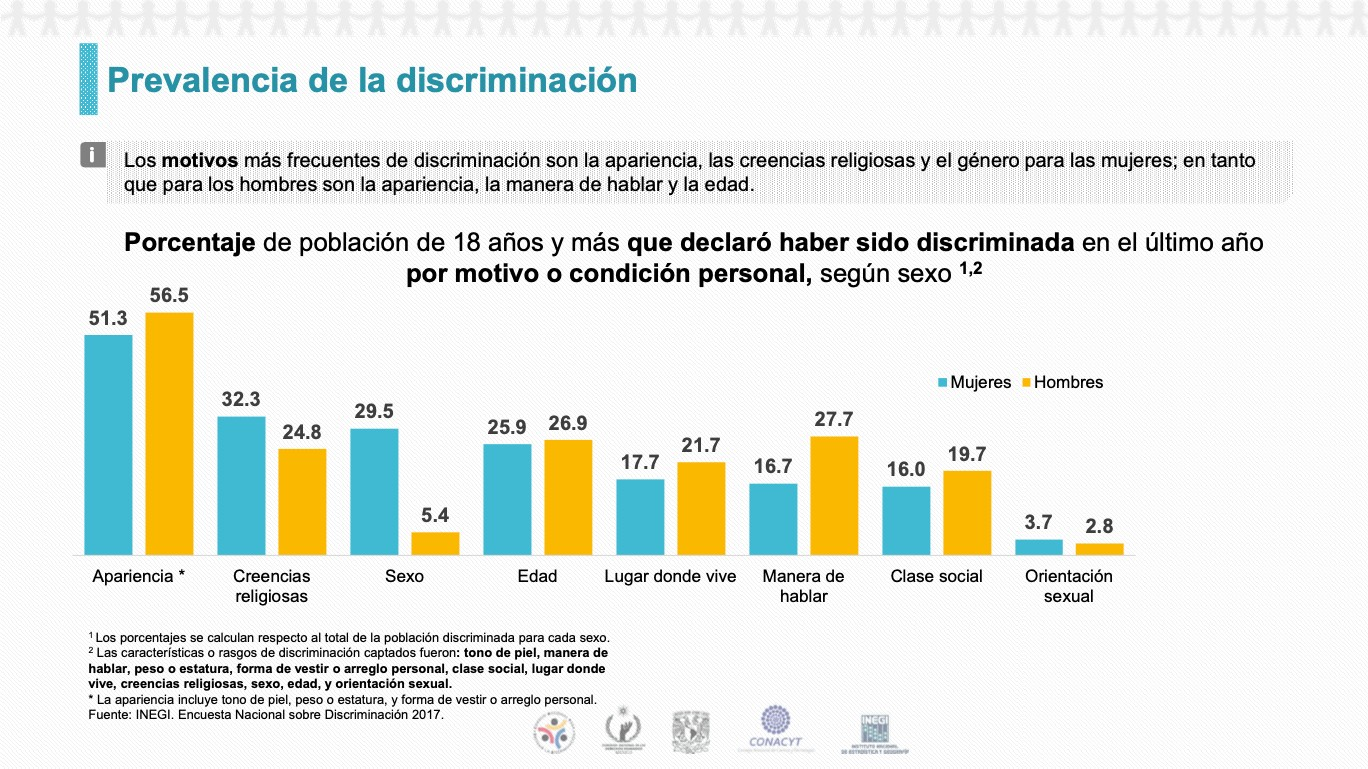 Prevalencia de la discriminación
i
Los motivos más frecuentes de discriminación son la apariencia, las creencias religiosas y el género para las mujeres; en tanto
que para los hombres son la apariencia, la manera de hablar y la edad.
Porcentaje de población de 18 años y más que declaró haber sido discriminada en el último año
por motivo o condición personal, según sexo 1,2
51.3 56.5
32.3 24.8
29.5 5.4
25.9 26.9
17.7 21.7
16.7 27.7
16.0 19.7
3.7 2.8
Mujeres Hombres
Apariencia *
Creencias
religiosas
Sexo
Edad
Lugar donde vive
Manera de
hablar
Clase social
Orientación
sexual
1 Los porcentajes se calculan respecto al total de la población discriminada para cada sexo.
2 Las características o rasgos de discriminación captados fueron: tono de piel, manera de
hablar, peso o estatura, forma de vestir o arreglo personal, clase social, lugar donde
vive, creencias religiosas, sexo, edad, y orientación sexual.
* La apariencia incluye tono de piel, peso o estatura, y forma de vestir o arreglo personal.
Fuente: INEGI. Encuesta Nacional sobre Discriminación 2017.
CONACYT
INEGI
INSTITUTO NACIONAL
DE ESTADÍSTICA Y GEOGRAFÍA